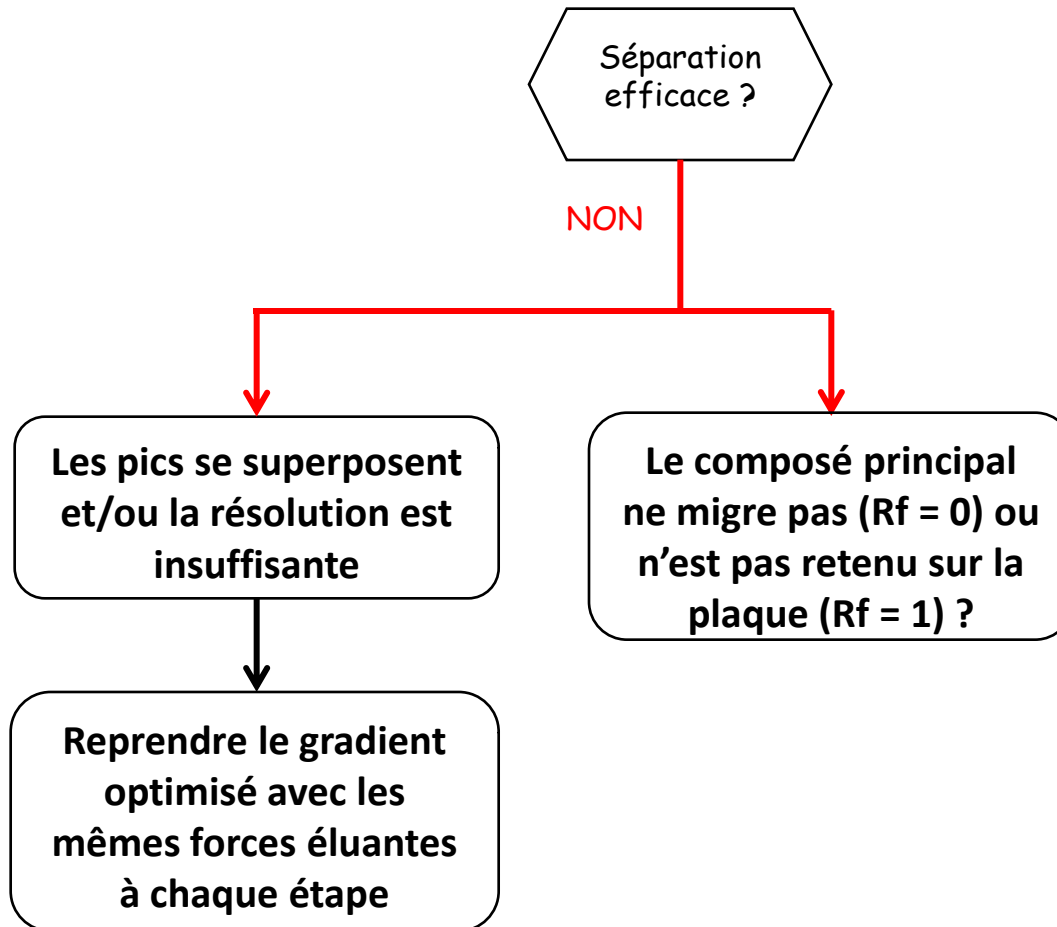 Séparation
efficace ?
NON
Les pics se superposent
et/ou la résolution est
insuffisante
Le composé principal
ne migre pas (Rf = 0) ou
n’est pas retenu sur la
plaque (Rf = 1) ?
Reprendre le gradient
optimisé avec les
mêmes forces éluantes
à chaque étape